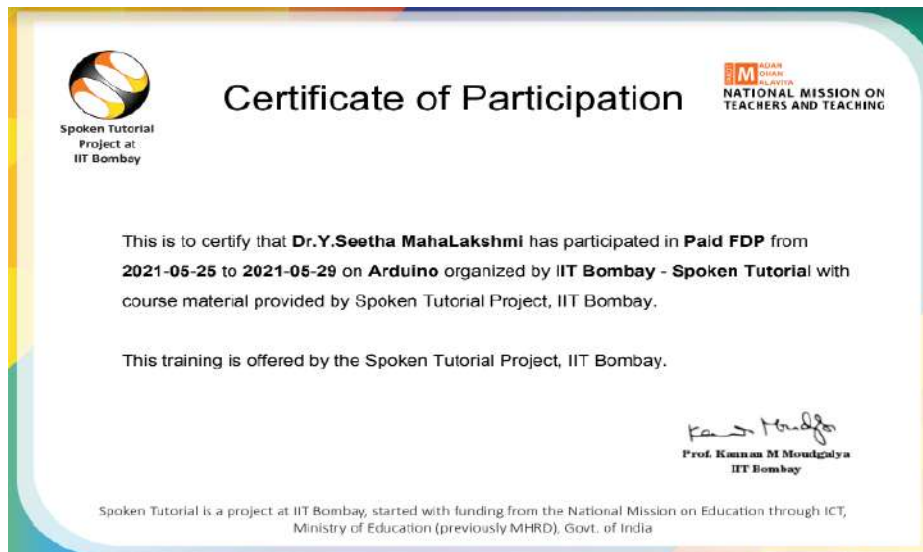 Spoken Tutorial
Project at
IIT Bombay
Certificate of Participation
MADAN
MOHAN
MALAVIYA
NATIONAL MISSION ON
TEACHERS AND TEACHING
This is to certify that Dr.Y.Seetha MahaLakshmi has participated in Paid FDP from
2021-05-25 to 2021-05-29 on Arduino organized by IIT Bombay - Spoken Tutorial with
course material provided by Spoken Tutorial Project, IIT Bombay.
This training is offered by the Spoken Tutorial Project, IIT Bombay.
Prof. Kannan M Moudgalya
IIT Bombay
Spoken Tutorial is a project at IIT Bombay, started with funding from the National Mission on Education through ICT,
Ministry of Education (previously MHRD), Govt. of India